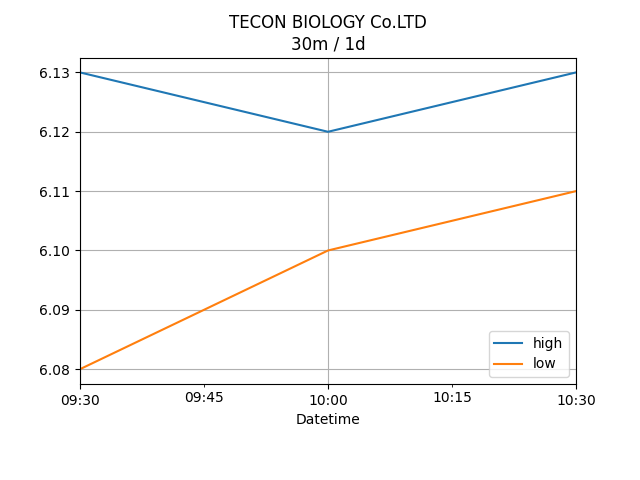 TECON BIOLOGY Co.LTD
30m / 1d
6.13
6.12
6.11
6.10
6.09
6.08
high
low
09:30 09:45 10:00 10:15 10:30
Datetime